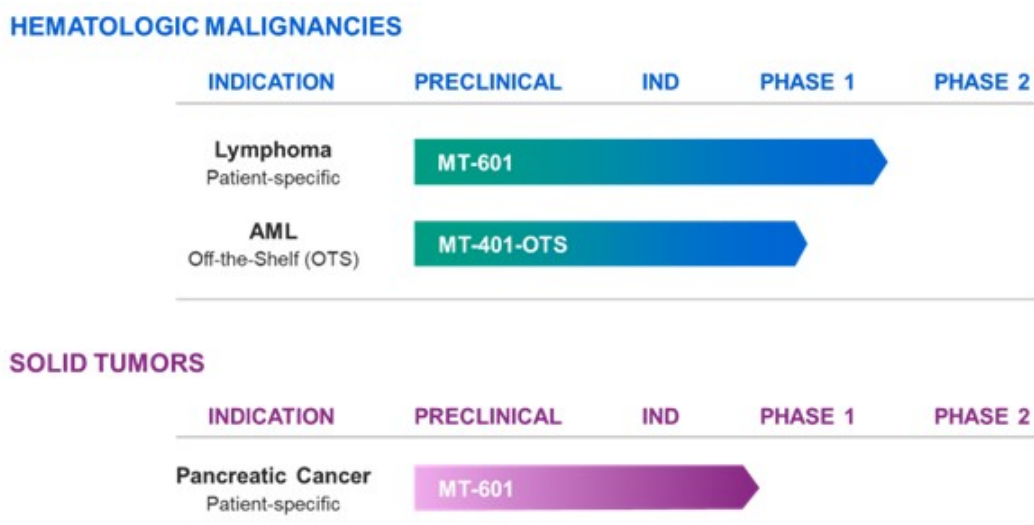 HEMATOLOGIC MALIGNANCIES
INDICATION PRECLINICAL IND PHASE 1 PHASE 2
Lymphoma
Patient-specific
MT-601
AML
Off-the-Shelf (OTS)
MT-401-OTS
SOLID TUMORS
INDICATION PRECLINICAL IND PHASE 1 PHASE 2
Pancreatic Cancer
Patient-specific
MT-601